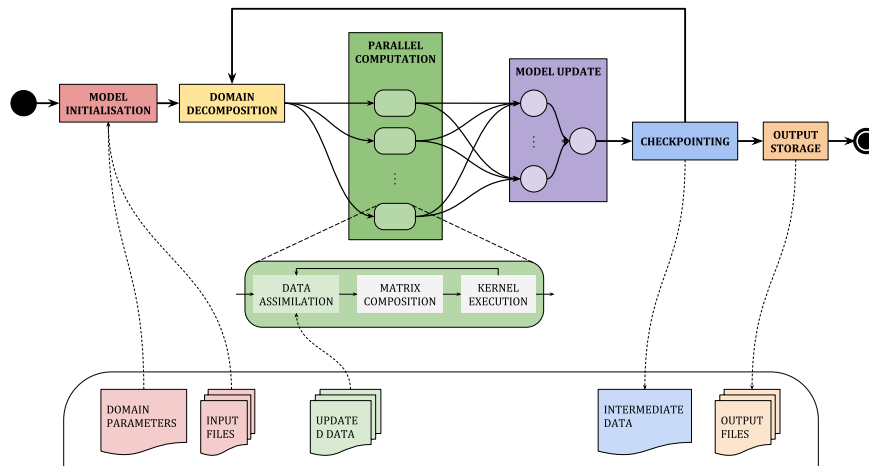 PARALLEL
COMPUTATION
MODEL UPDATE
MODEL
INITIALISATION
DOMAIN
DECOMPOSITION
CHECKPOINTING
OUTPUT
STORAGE
DATA
ASSIMILATION
MATRIX
COMPOSITION
KERNEL
EXECUTION
DOMAIN
PARAMETERS
INPUT
FILES
UPDATE
D DATA
INTERMEDIATE
DATA
OUTPUT
FILES